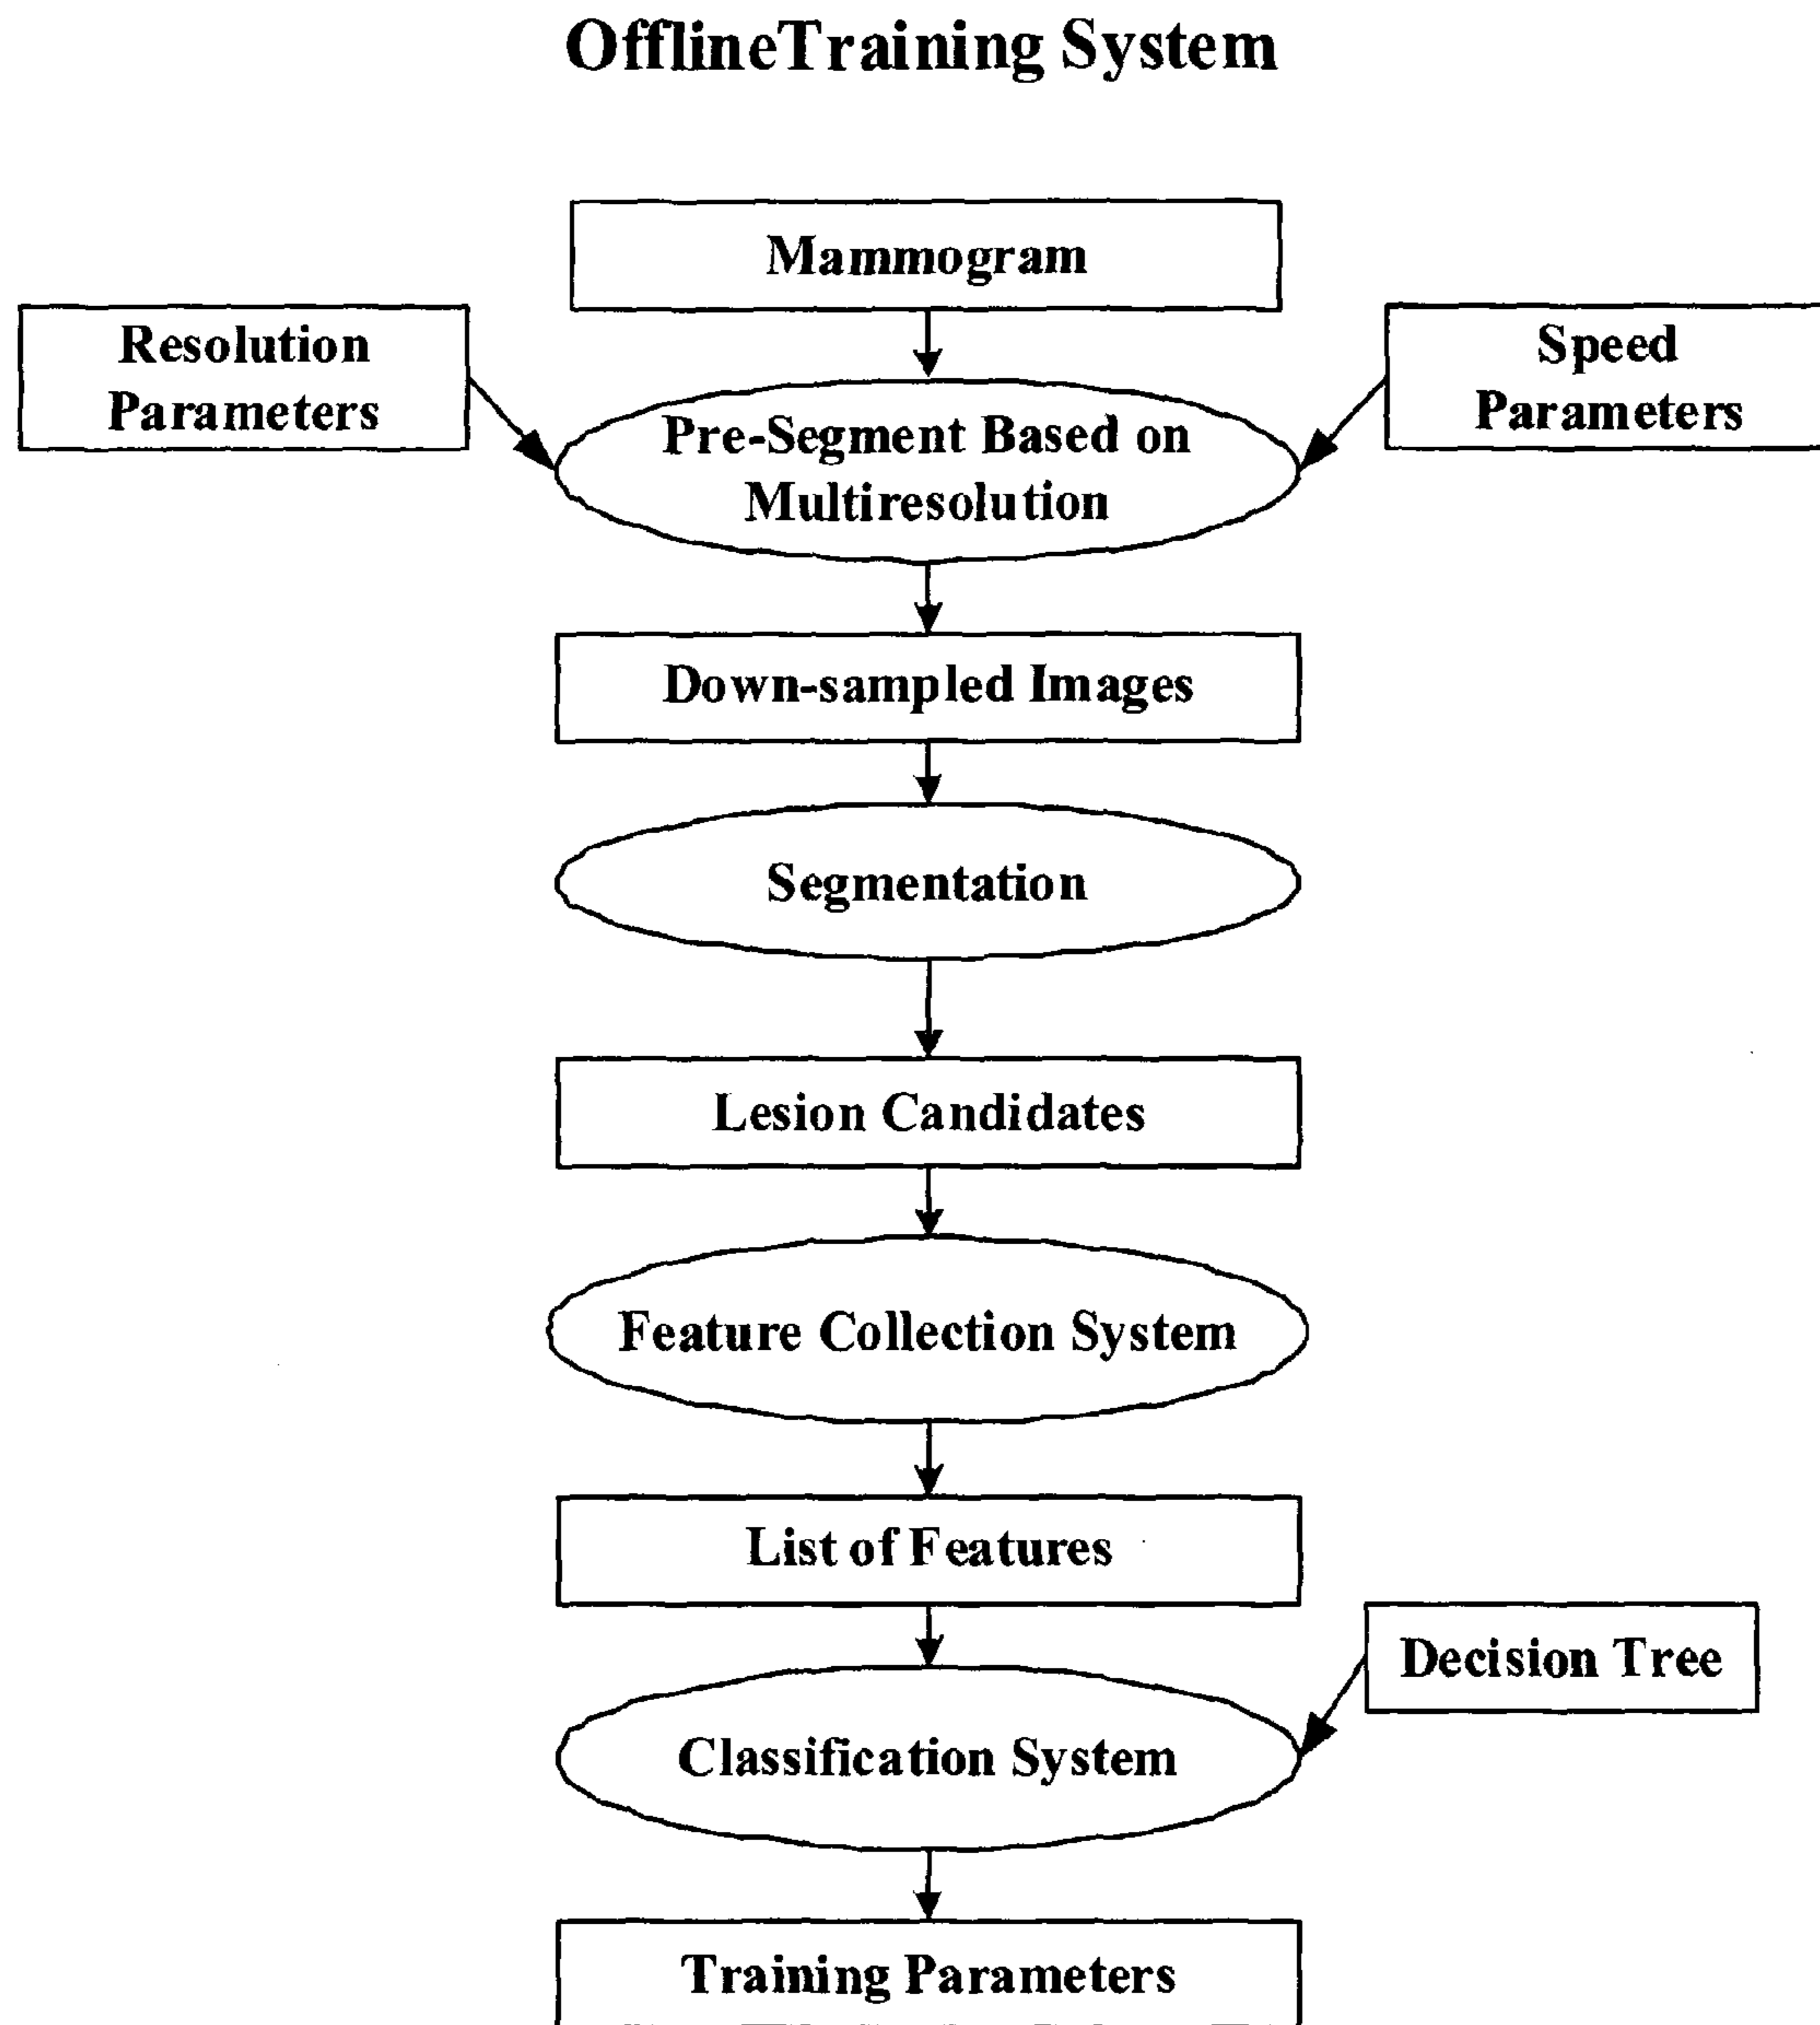 OfflineTraining System
Mammogram
Resolution
Parameters
Speed
Parameters
Pre-Segment Based on
Multiresolution
Down-sampled Images
Segmentation
Lesion Candidates
Feature Collection System
List of Features
Decision Tree
Classification System
Training Parameters